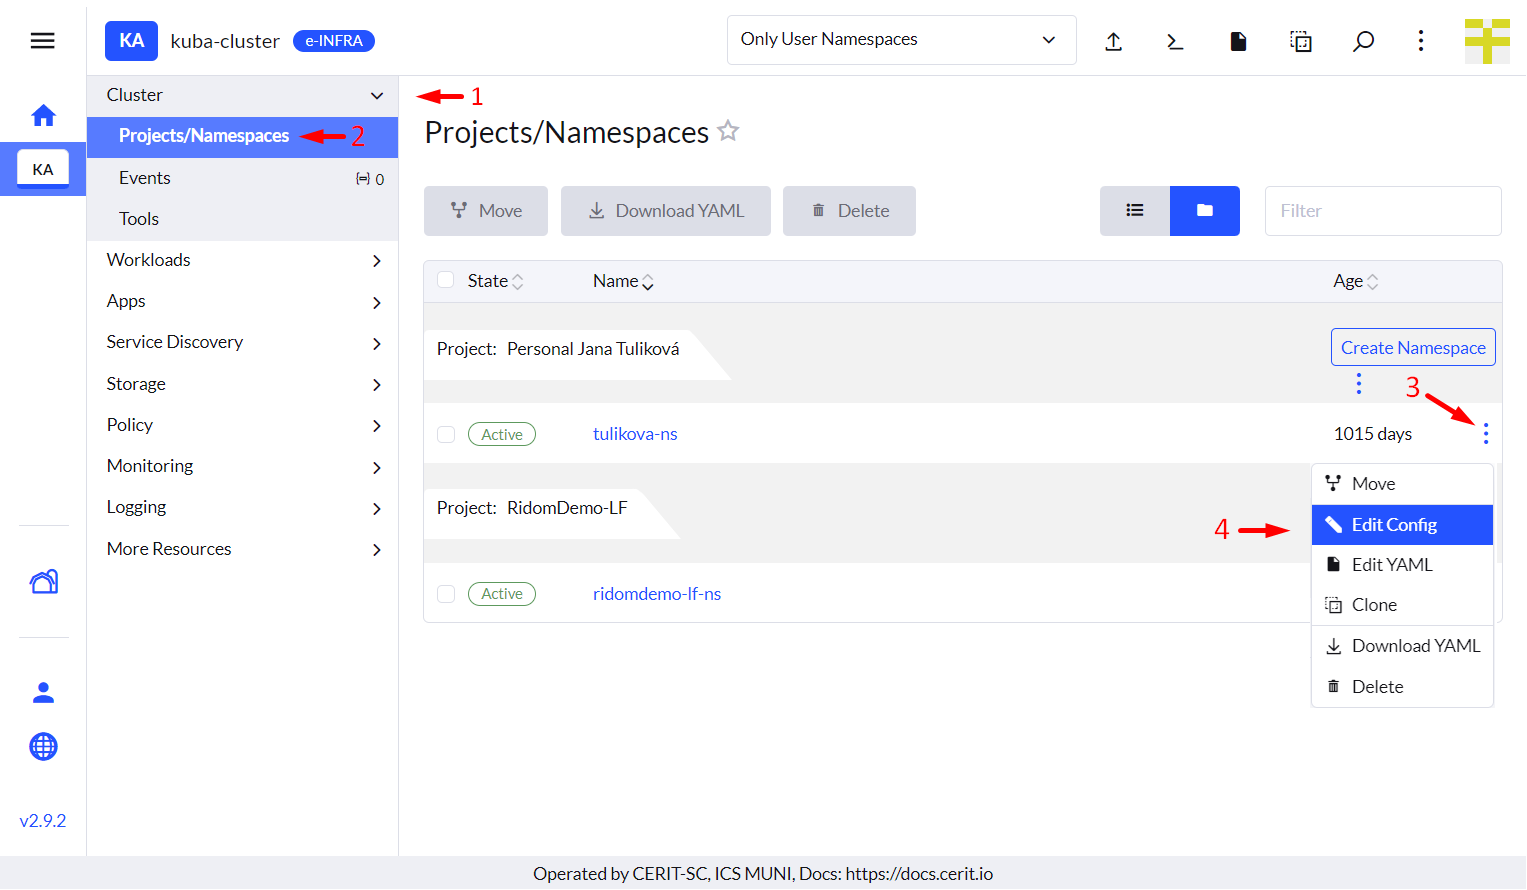 KA kuba-cluster e-INFRA Only User Namespaces
Cluster 1
Projects/Namespaces 2
Projects/Namespaces
KA
Events 0
Tools
Workloads
Apps
Service Discovery
Storage
Policy
Monitoring
Logging
More Resources
v2.9.2
Move Download YAML Delete Filter
State Name Age
Project: Personal Jana Tuliková Create Namespace
3
Active tulikova-ns 1015 days
Project: RidomDemo-LF
Active ridomdemo-lf-ns
Move
4 Edit Config
Edit YAML
Clone
Download YAML
Delete
Operated by CERIT-SC, ICS MUNI, Docs: https://docs.cerit.io